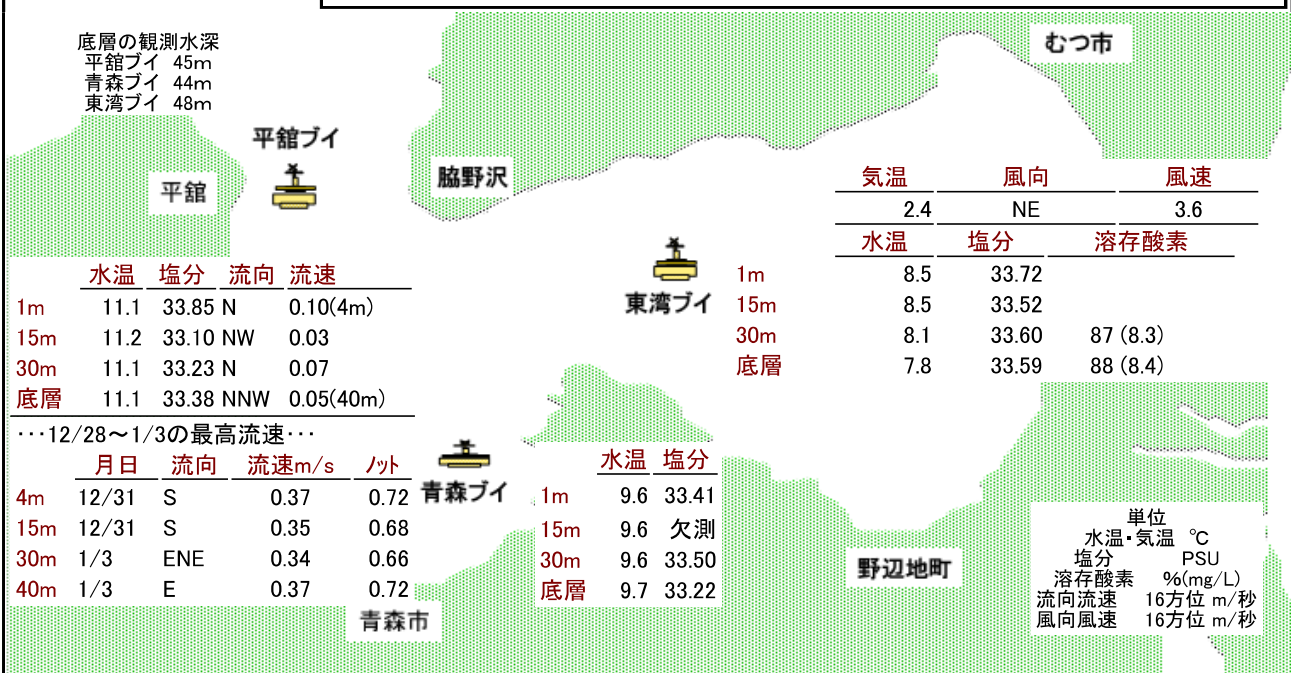 底層の観測水深
平舘ブイ 45m
青森ブイ 44m
東湾ブイ 48m
むつ市
平舘ブイ
平舘
脇野沢
気温 風向 風速
2.4 NE 3.6
水温 塩分 溶存酸素
1m 8.5 33.72
15m 8.5 33.52
30m 8.1 33.60 87 (8.3)
底層 7.8 33.59 88 (8.4)
東湾ブイ
水温 塩分 流向 流速
1m 11.1 33.85 N 0.10(4m)
15m 11.2 33.10 NW 0.03
30m 11.1 33.23 N 0.07
底層 11.1 33.38 NNW 0.05(40m)
···12/28～1/3の最高流速···
月日 流向 流速m/s ノット
4m 12/31 S 0.37 0.72
15m 12/31 S 0.35 0.68
30m 1/3 ENE 0.34 0.66
40m 1/3 E 0.37 0.72
青森ブイ
水温 塩分
1m 9.6 33.41
15m 9.6 欠測
30m 9.6 33.50
底層 9.7 33.22
青森市
野辺地町
単位
水温･気温 ℃
塩分 PSU
溶存酸素 %(mg/L)
流向流速 16方位 m/秒
風向風速 16方位 m/秒